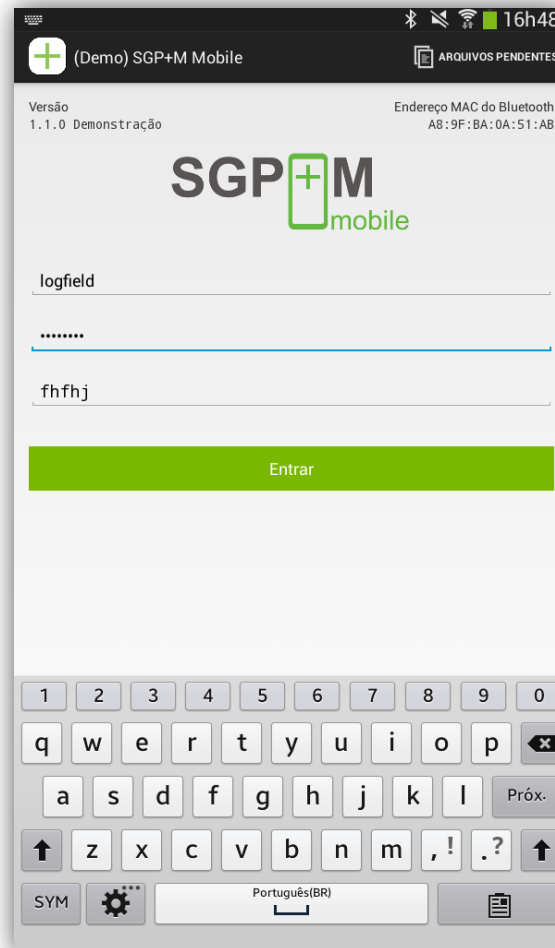 16h48
(Demo) SGP+M Mobile
ARQUIVOS PENDENTES
Versão
Endereço MAC do Bluetooth
1.1.0 Demonstração
A8:9F:BA:0A:51:AB
SGP+M
mobile
logfield
••••••••
fhfhj
Entrar
1 2 3 4 5 6 7 8 9 0
q w e r t y u i o p
a s d f g h j k l Próx.
z x c v b n m , ! . ?
SYM
Português(BR)